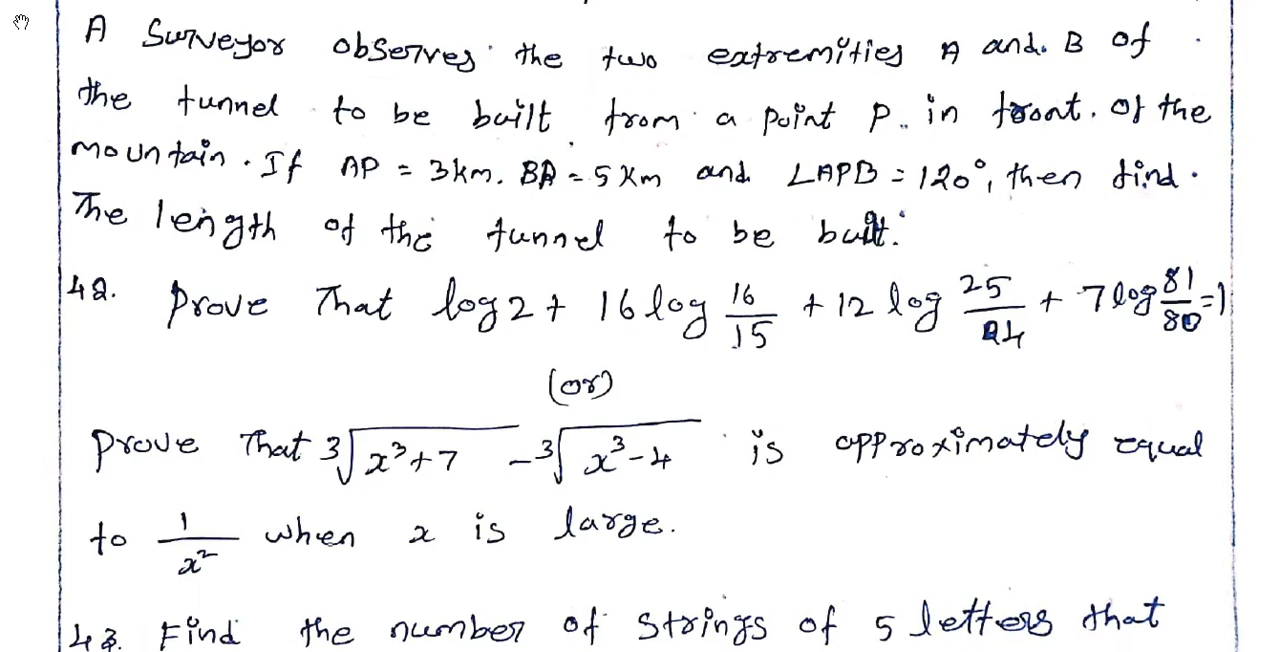 A Surveyor observes the two extremities A and B of
the tunnel to be built from a point P in front of the
mountain. If AP = 3km. BP = 5 Km and ∠APB = 120°, then find.
The length of the tunnel to be built.
42. Prove That log 2 + 16 log 16/15 + 12 log 25/24 + 7 log 81/80 = 1
(or)
Prove That ∛(x³+7) - ∛(x³-4) is approximately equal
to 1/x² when x is large.
43. Find the number of strings of 5 letters that